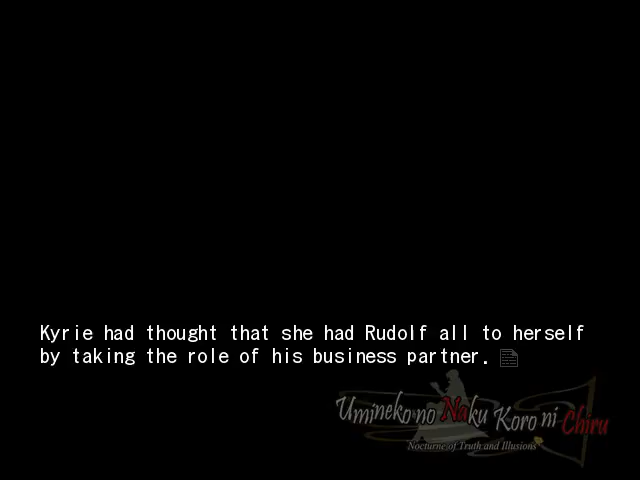 Kyrie had thought that she had Rudolf all to herself
by taking the role of his business partner.
Umineko no Naku Koro ni Chiru
Nocturne of Truth and Illusions